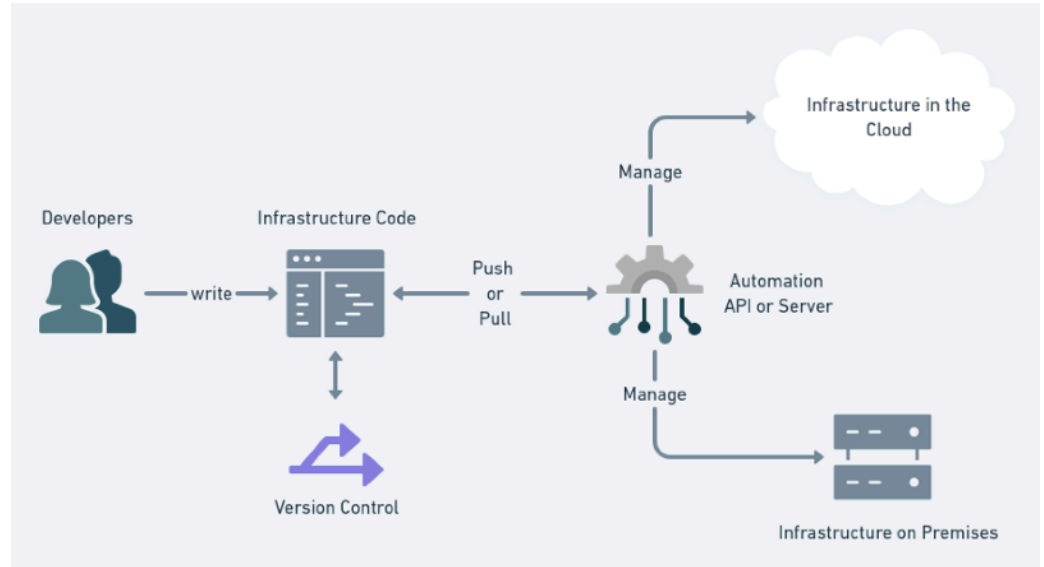 Infrastructure in the
Cloud
Manage
Developers
Infrastructure Code
write
Push
or
Pull
Automation
API or Server
Manage
Version Control
Infrastructure on Premises